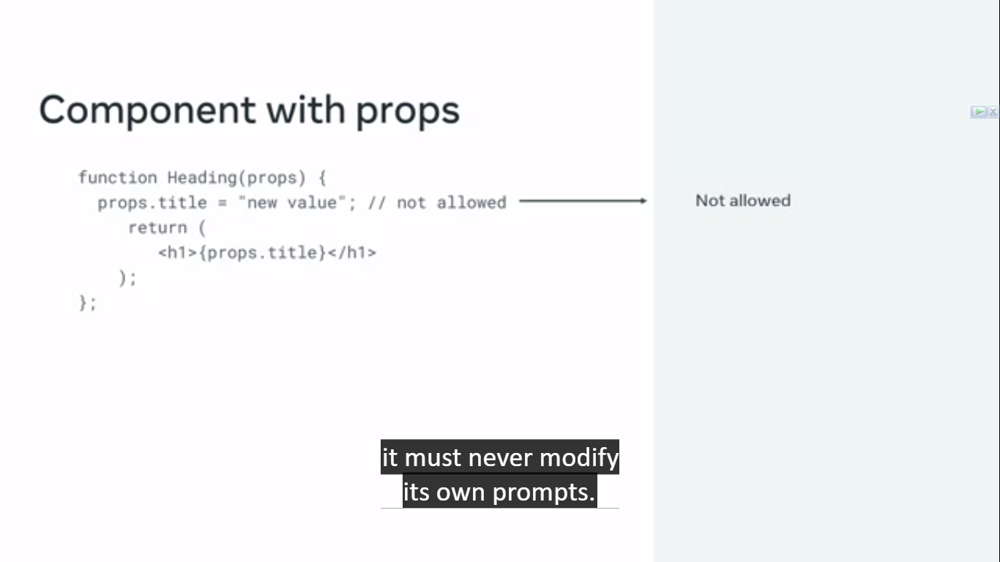 Component with props
function Heading(props) {
props.title = "new value"; // not allowed
Not allowed
return (
<h1>{props.title}</h1>
);
};
it must never modify
its own prompts.